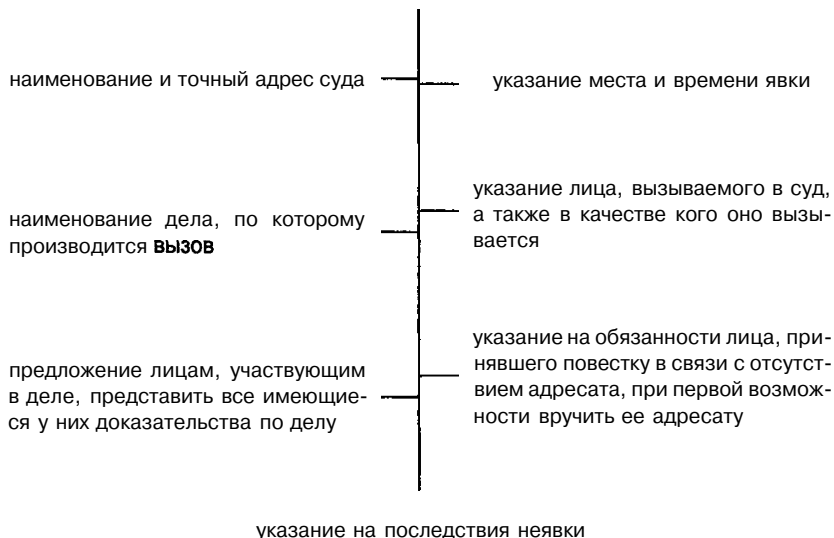 наименование и точный адрес суда
указание места и времени явки
наименование дела, по которому
производится вызов
указание лица, вызываемого в суд,
а также в качестве кого оно вызы-
вается
предложение лицам, участвующим
в деле, представить все имеющие-
ся у них доказательства по делу
указание на обязанности лица, при-
нявшего повестку в связи с отсутст-
вием адресата, при первой возмож-
ности вручить ее адресату
указание на последствия неявки